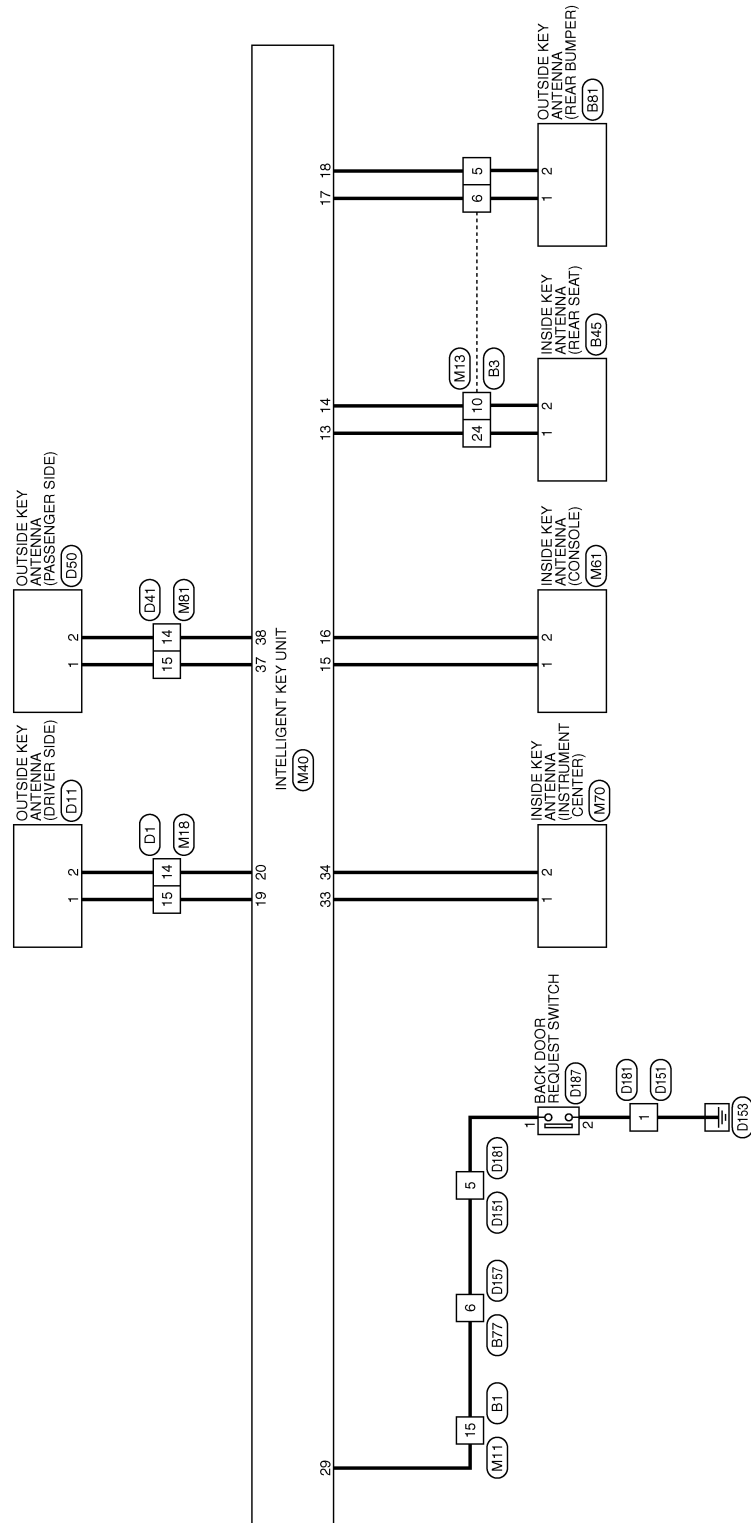 OUTSIDE KEY
ANTENNA
(DRIVER SIDE)
D11
1
2
15
14
D1
M18
19
20
OUTSIDE KEY
ANTENNA
(PASSENGER SIDE)
D50
1
2
15
14
D41
M81
37
38
INTELLIGENT KEY UNIT
M40
29
33
34
15
16
13
14
17
18
M11
15
B1
B77
6
D157
D151
5
D181
BACK DOOR
REQUEST SWITCH
D187
1
2
1
D181
D151
D153
1
2
INSIDE KEY
ANTENNA
(INSTRUMENT
CENTER)
M70
1
2
INSIDE KEY
ANTENNA
(CONSOLE)
M61
24
10
M13
B3
1
2
INSIDE KEY
ANTENNA
(REAR SEAT)
B45
6
5
1
2
OUTSIDE KEY
ANTENNA
(REAR BUMPER)
B81